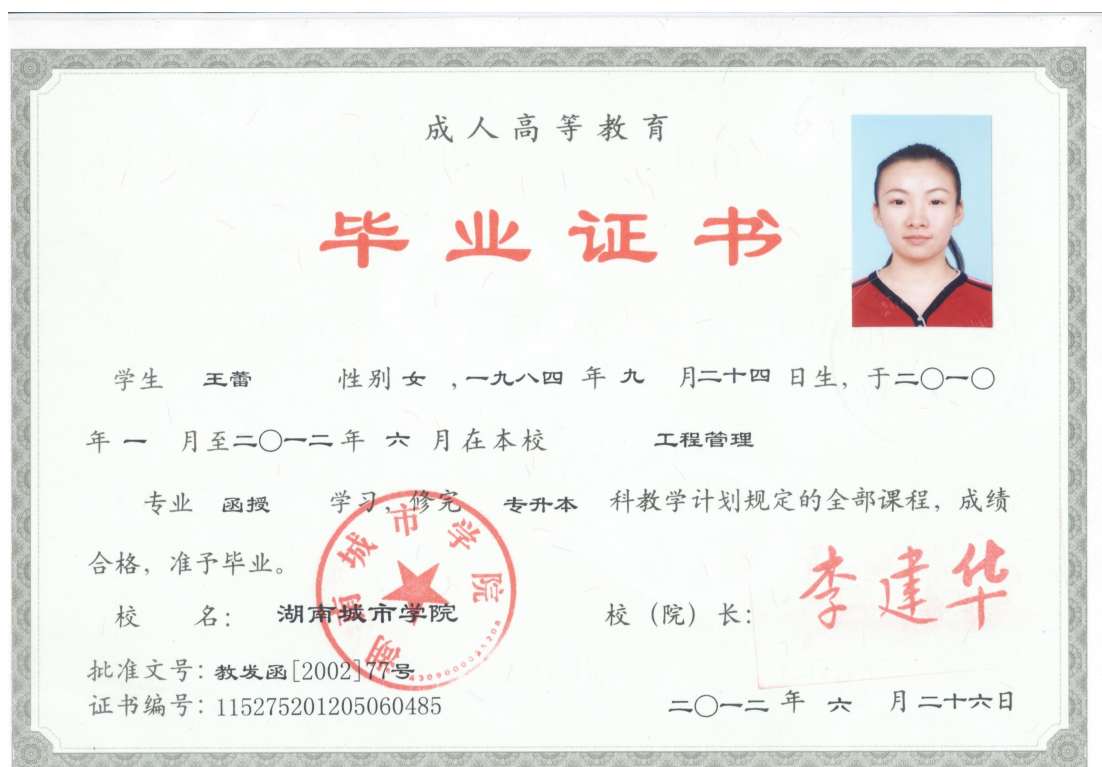 成人高等教育
毕业证书
学生 王蕾 性别 女 ,一九八四 年 九 月二十四 日生，于二〇一〇
年 一 月至二〇一二年 六 月在本校 工程管理
专业 函授 学习，修完 专升本 科教学计划规定的全部课程，成绩
合格，准予毕业。
校 名： 湖南城市学院 校（院）长：李建华
批准文号：教发函[2002]77号
证书编号：115275201205060485
二〇一二 年 六 月 二十六日
湖南城市学院